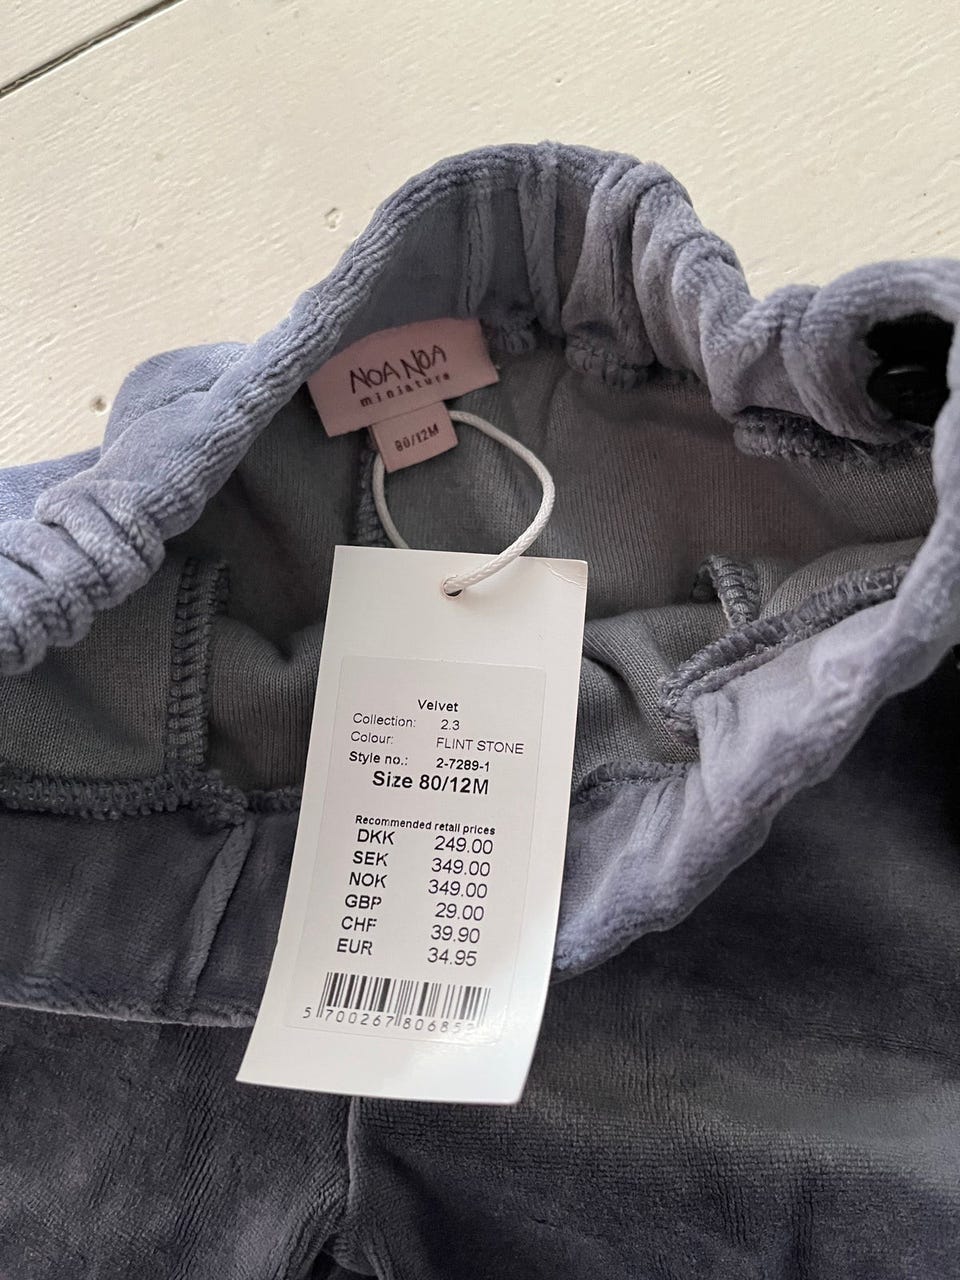 NOA NOA
miniature
80/12M
Velvet
Collection: 2.3
Colour: FLINT STONE
Style no.: 2-7289-1
Size 80/12M
Recommended retail prices
DKK 249.00
SEK 349.00
NOK 349.00
GBP 29.00
CHF 39.90
EUR 34.95